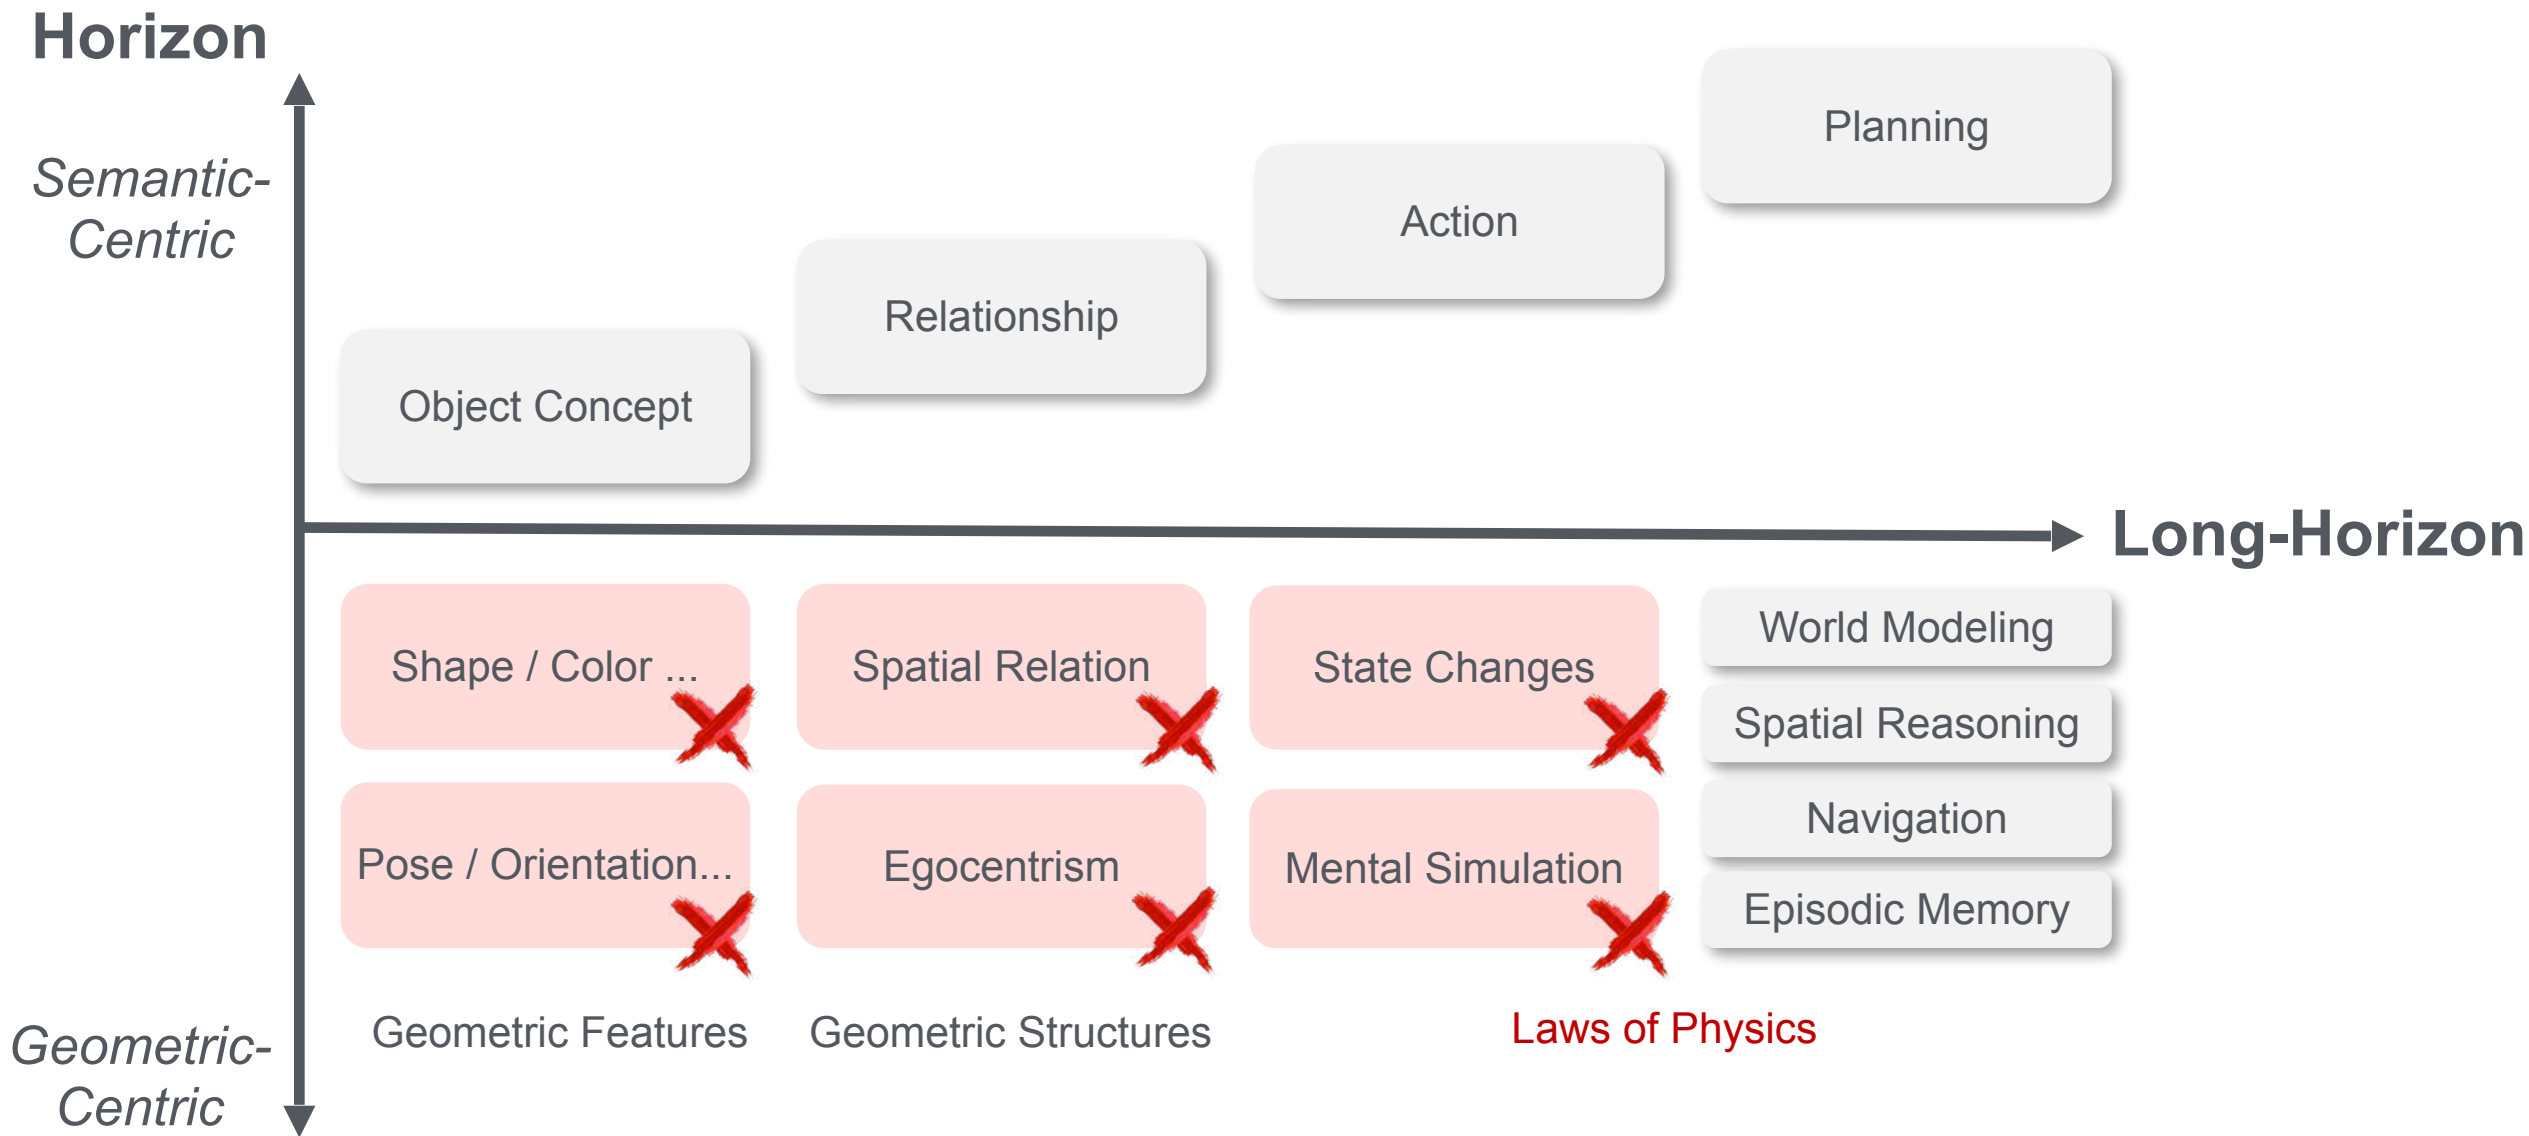 Horizon
Semantic-
Centric
Planning
Action
Relationship
Object Concept
Long-Horizon
Shape / Color ...
Spatial Relation
State Changes
World Modeling
Spatial Reasoning
Pose / Orientation...
Egocentrism
Mental Simulation
Navigation
Episodic Memory
Geometric Features
Geometric Structures
Laws of Physics
Geometric-
Centric